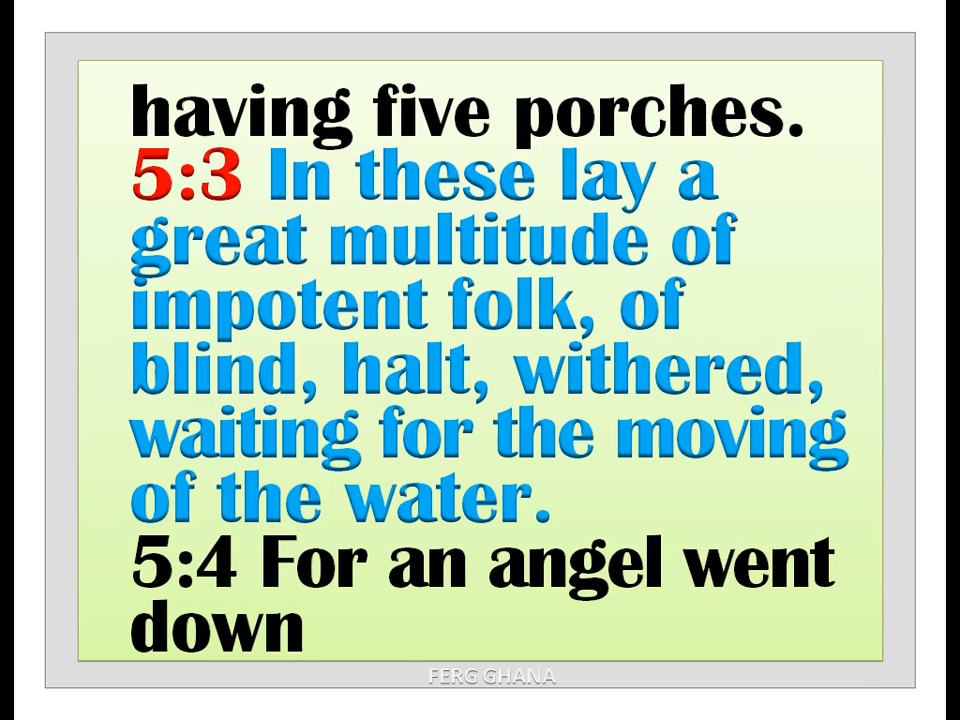 having five porches.
5:3 In these lay a
great multitude of
impotent folk, of
blind, halt, withered,
waiting for the moving
of the water.
5:4 For an angel went
down
FERG GHANA